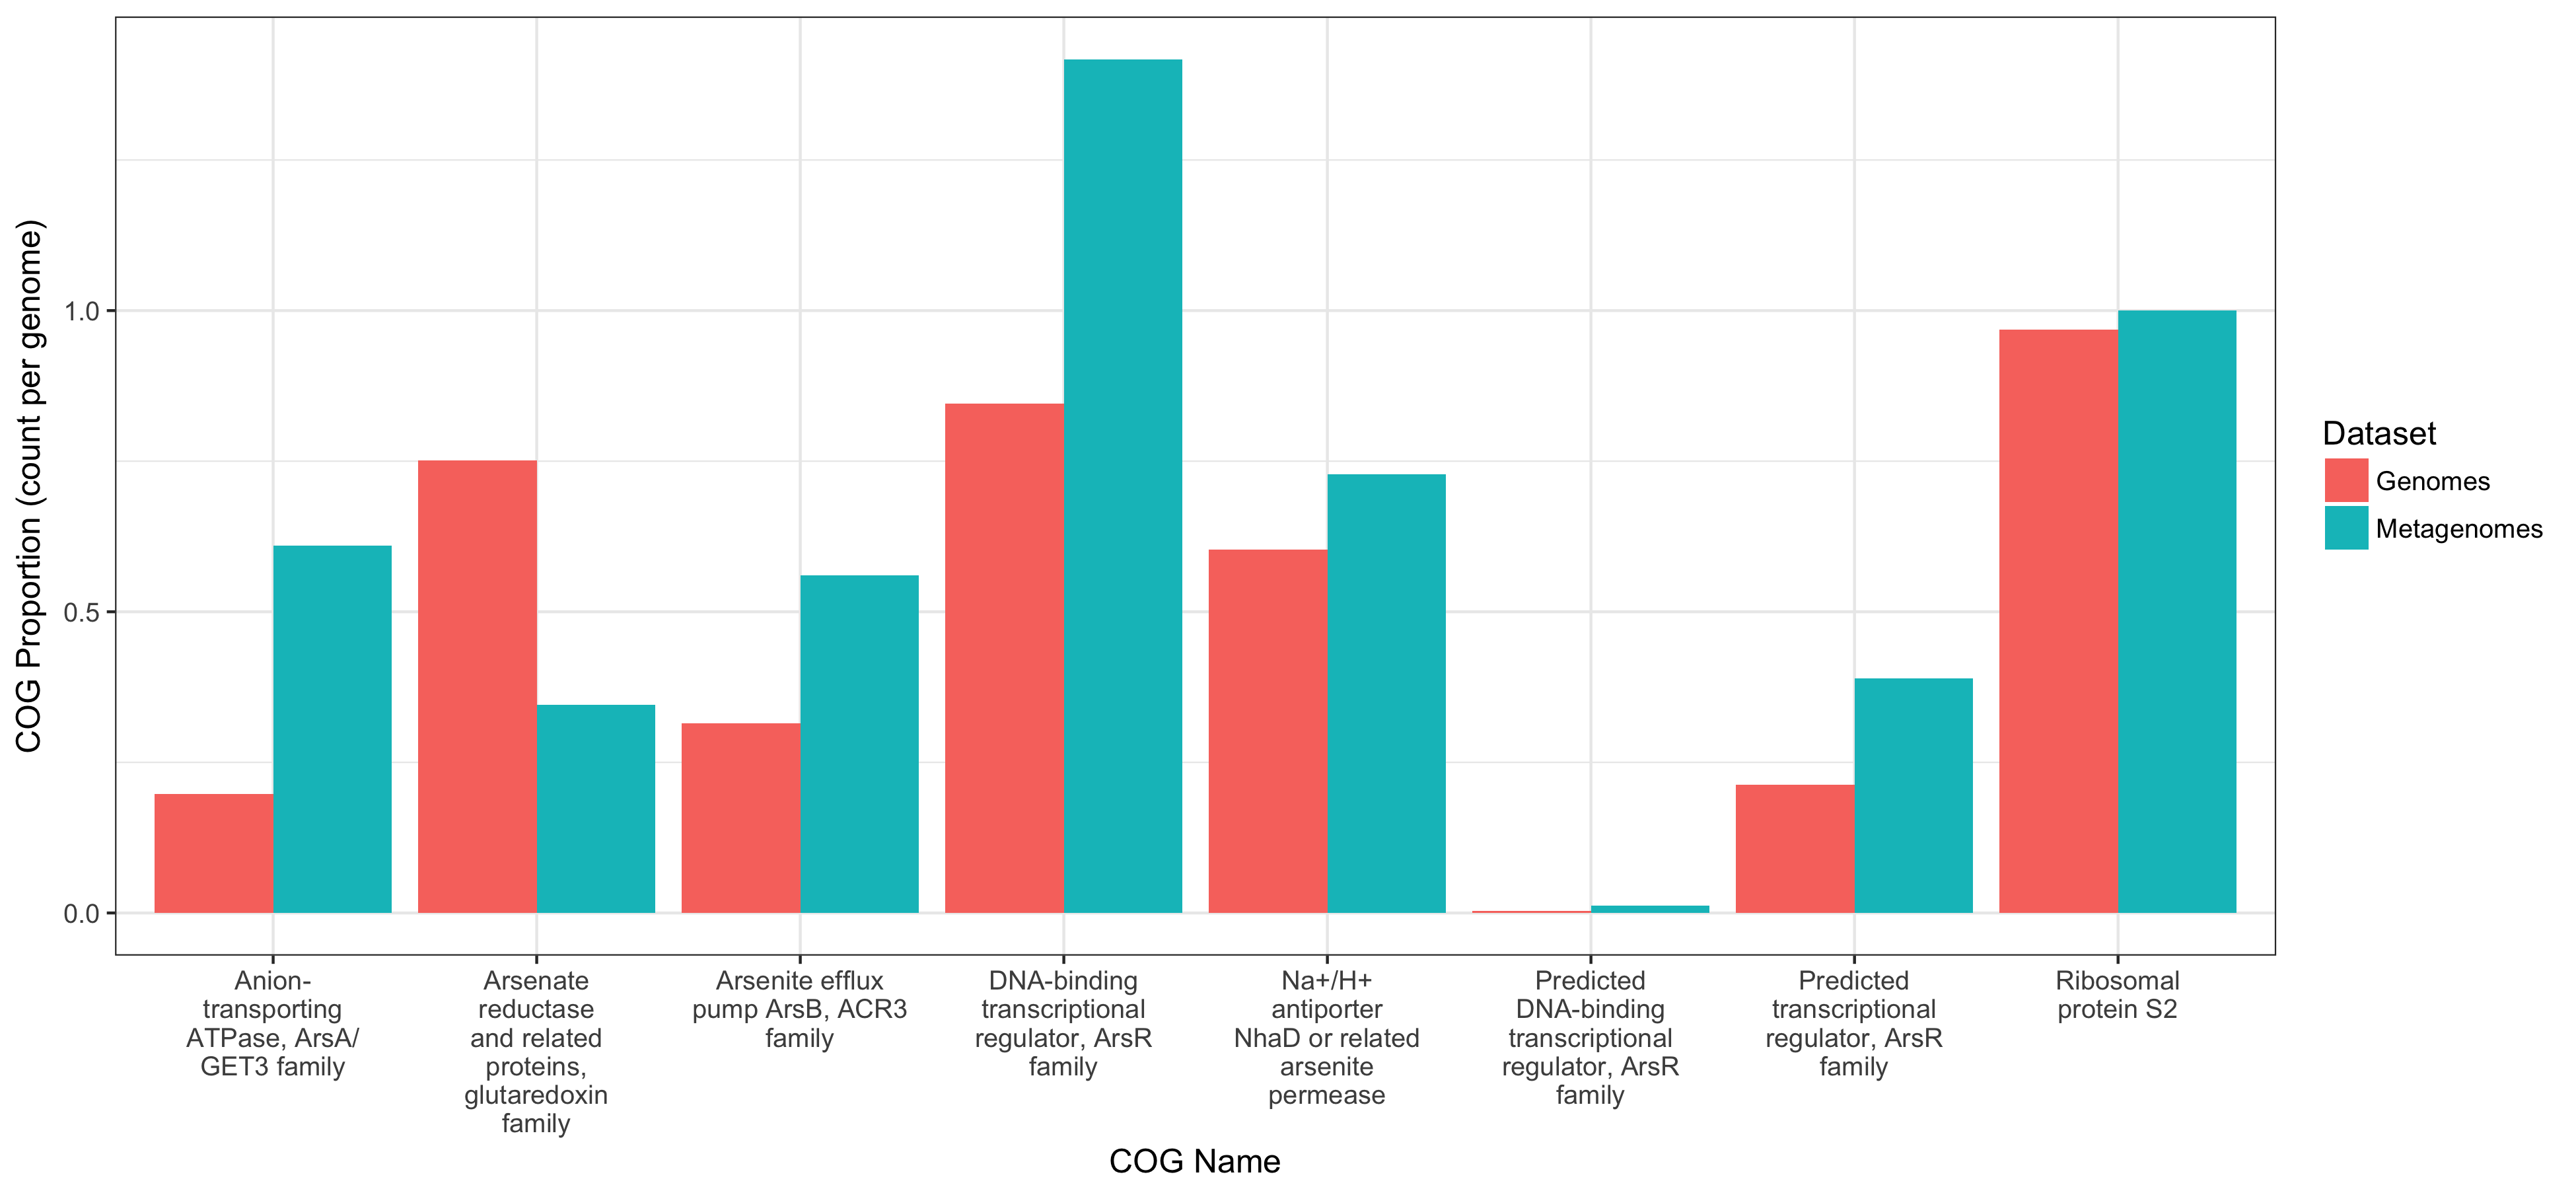 COG Proportion (count per genome)
1.0
0.5
0.0
Anion-
transporting
ATPase, ArsA/
GET3 family
Arsenate
reductase
and related
proteins,
glutaredoxin
family
Arsenite efflux
pump ArsB, ACR3
family
DNA-binding
transcriptional
regulator, ArsR
family
Na+/H+
antiporter
NhaD or related
arsenite
permease
Predicted
DNA-binding
transcriptional
regulator, ArsR
family
Predicted
transcriptional
regulator, ArsR
family
Ribosomal
protein S2
COG Name
Dataset
Genomes
Metagenomes